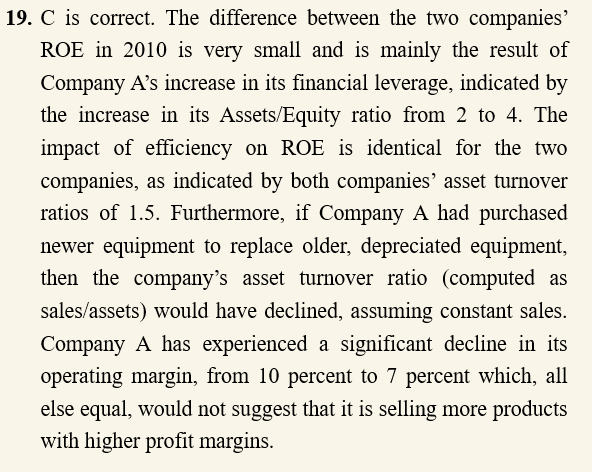 19. C is correct. The difference between the two companies’
ROE in 2010 is very small and is mainly the result of
Company A’s increase in its financial leverage, indicated by
the increase in its Assets/Equity ratio from 2 to 4. The
impact of efficiency on ROE is identical for the two
companies, as indicated by both companies’ asset turnover
ratios of 1.5. Furthermore, if Company A had purchased
newer equipment to replace older, depreciated equipment,
then the company’s asset turnover ratio (computed as
sales/assets) would have declined, assuming constant sales.
Company A has experienced a significant decline in its
operating margin, from 10 percent to 7 percent which, all
else equal, would not suggest that it is selling more products
with higher profit margins.